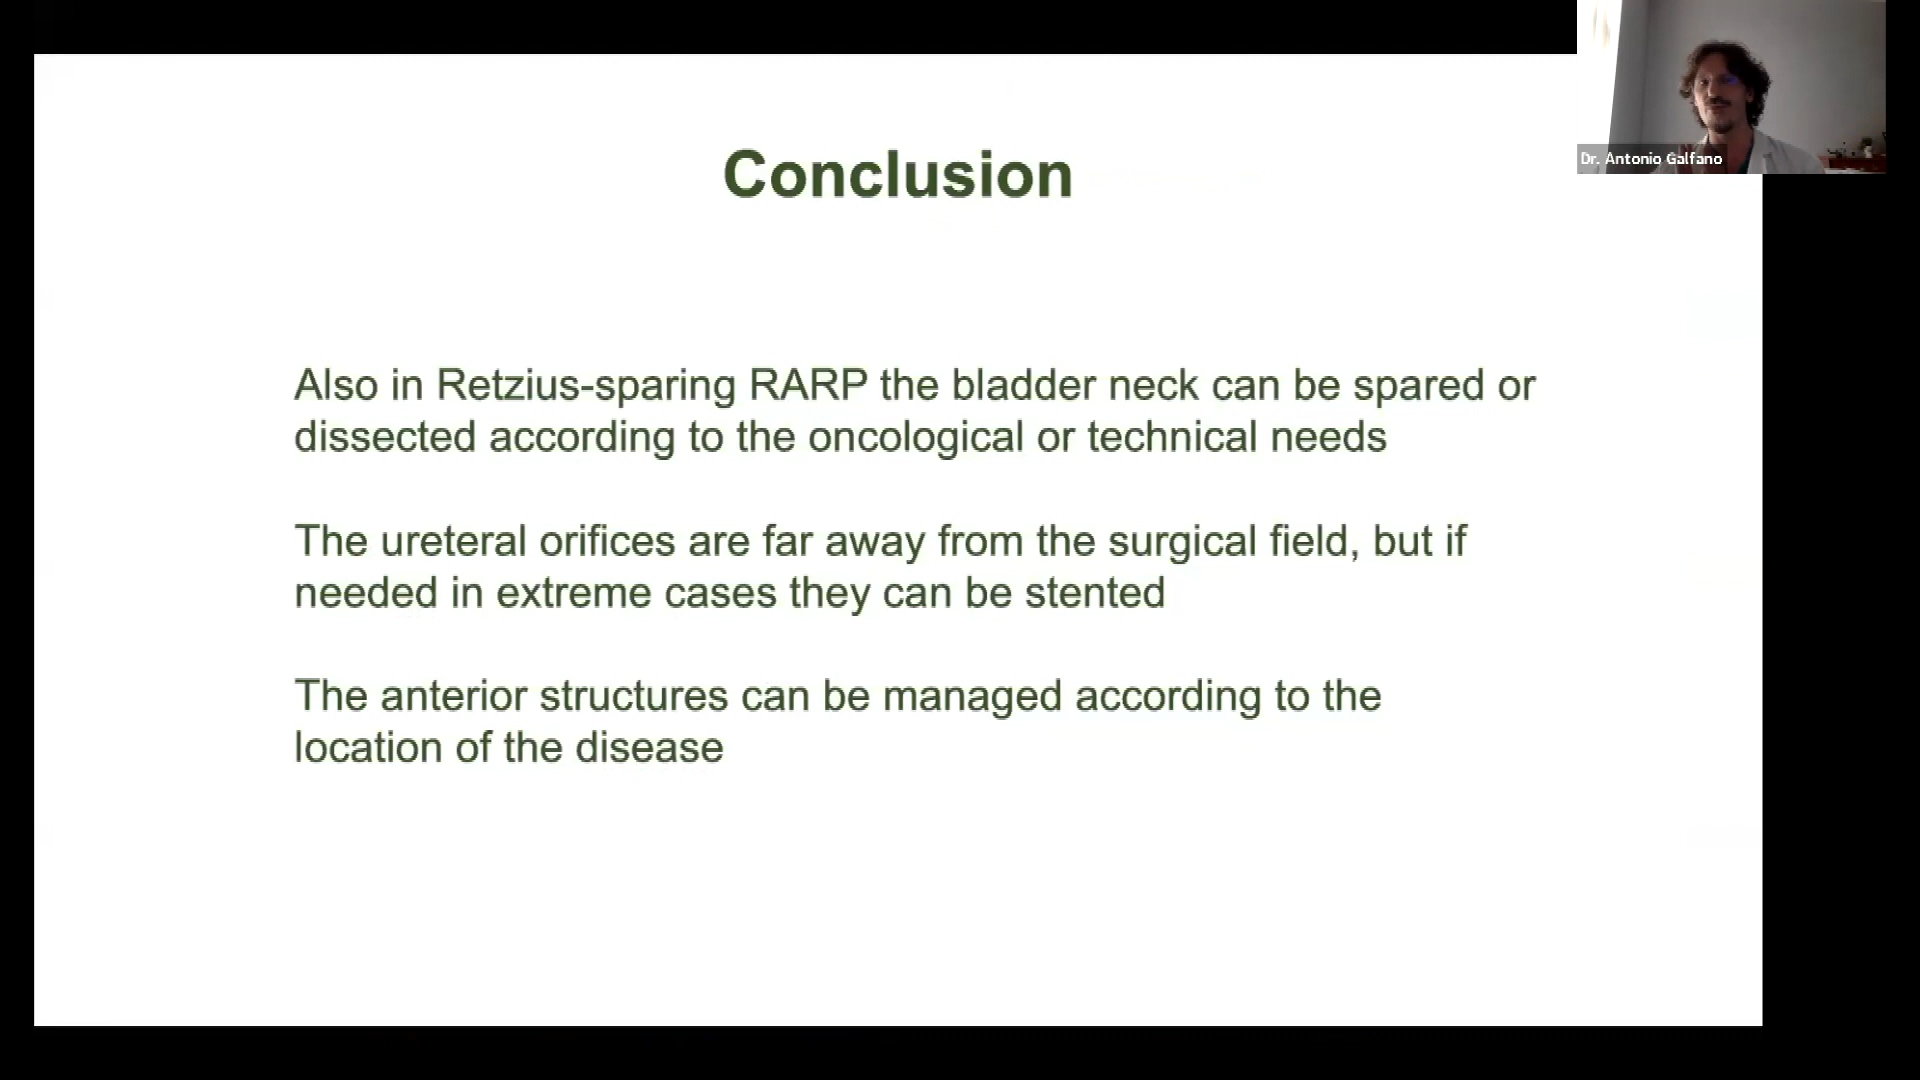 Dr. Antonio Galfano
Conclusion
Also in Retzius-sparing RARP the bladder neck can be spared or
dissected according to the oncological or technical needs
The ureteral orifices are far away from the surgical field, but if
needed in extreme cases they can be stented
The anterior structures can be managed according to the
location of the disease